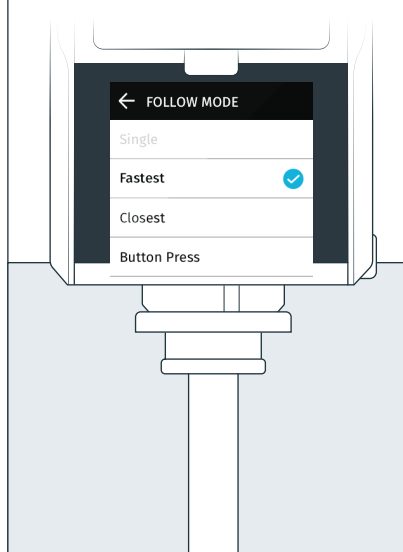 FOLLOW MODE
Single
Fastest
Closest
Button Press